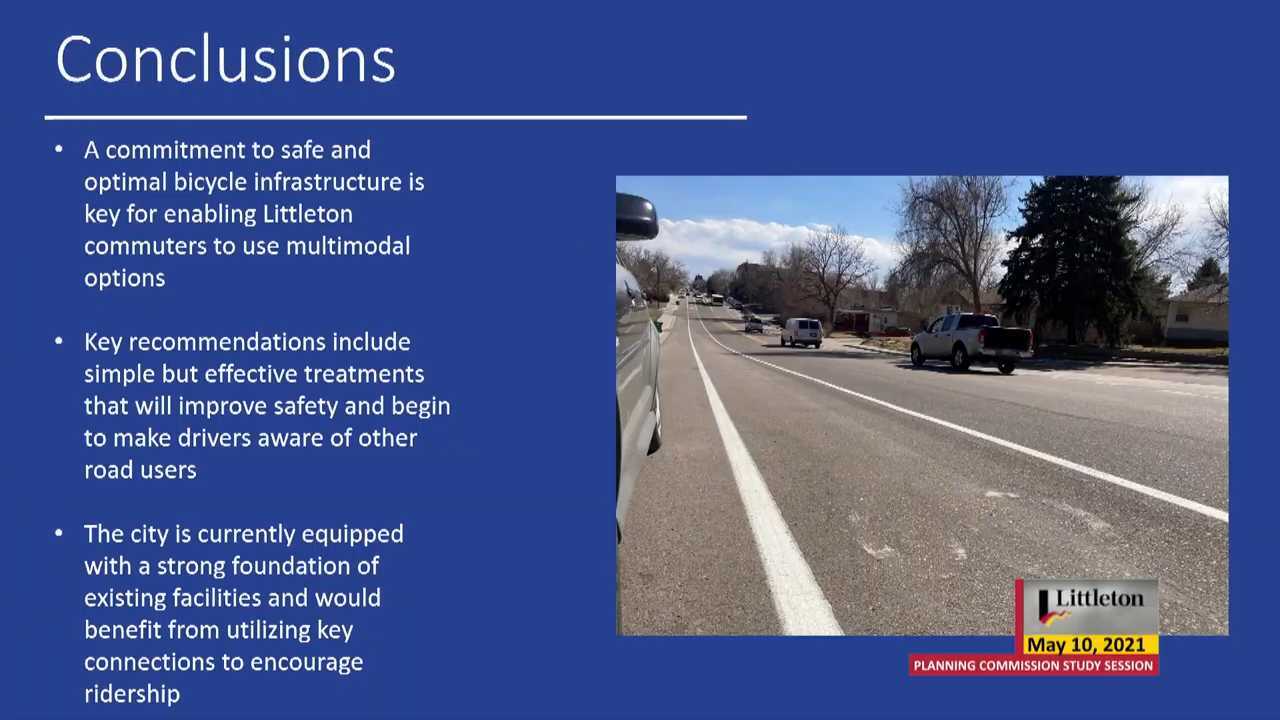 Conclusions
• A commitment to safe and
optimal bicycle infrastructure is
key for enabling Littleton
commuters to use multimodal
options
• Key recommendations include
simple but effective treatments
that will improve safety and begin
to make drivers aware of other
road users
• The city is currently equipped
with a strong foundation of
existing facilities and would
benefit from utilizing key
connections to encourage
ridership
Littleton
May 10, 2021
PLANNING COMMISSION STUDY SESSION